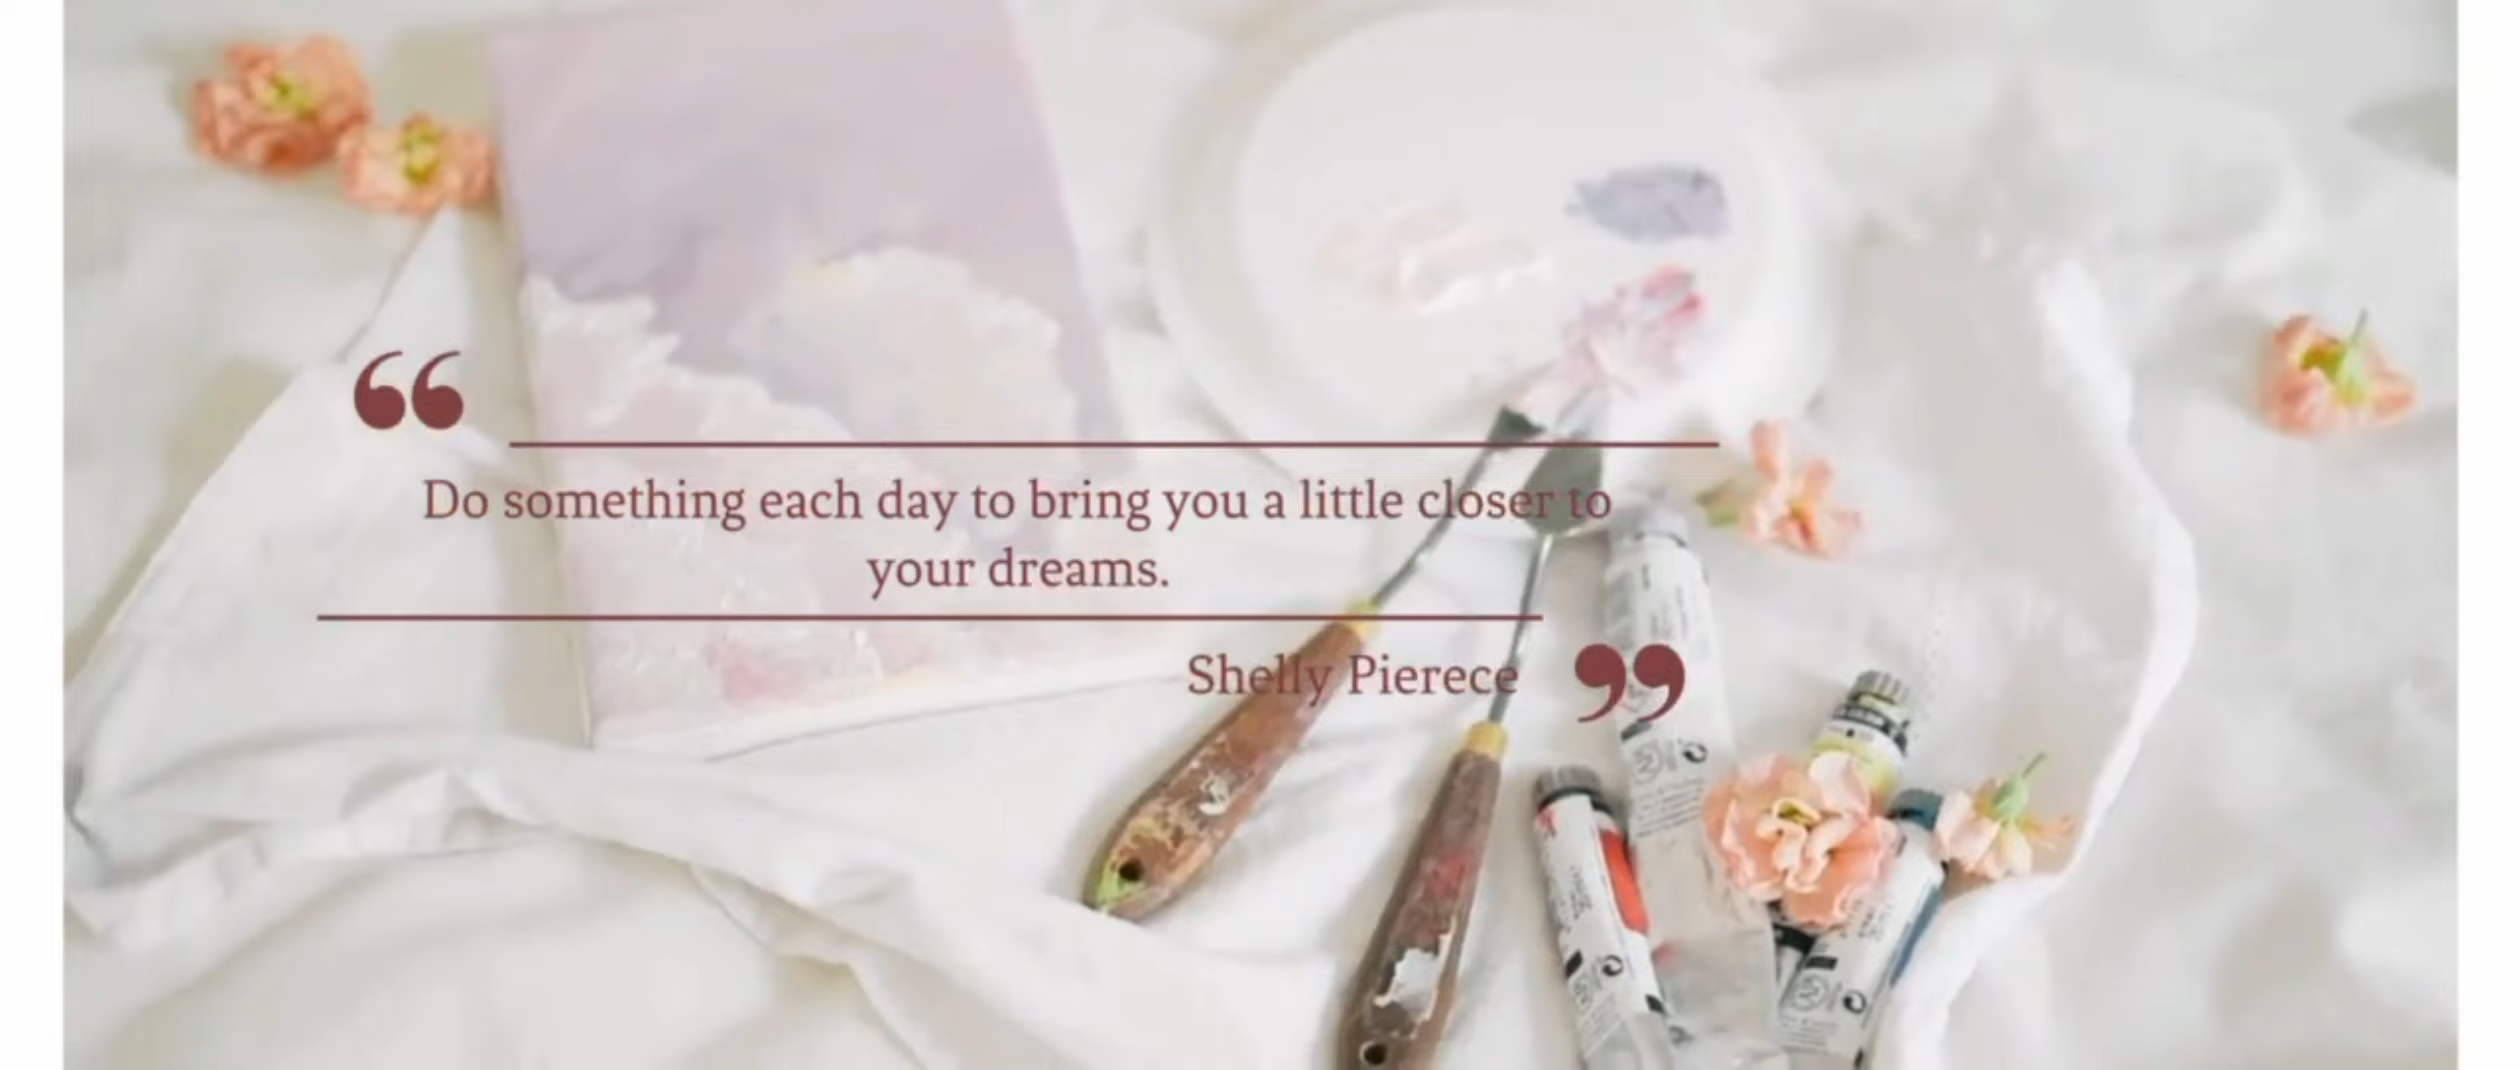 “
Do something each day to bring you a little closer to
your dreams.
Shelly Pierece ”